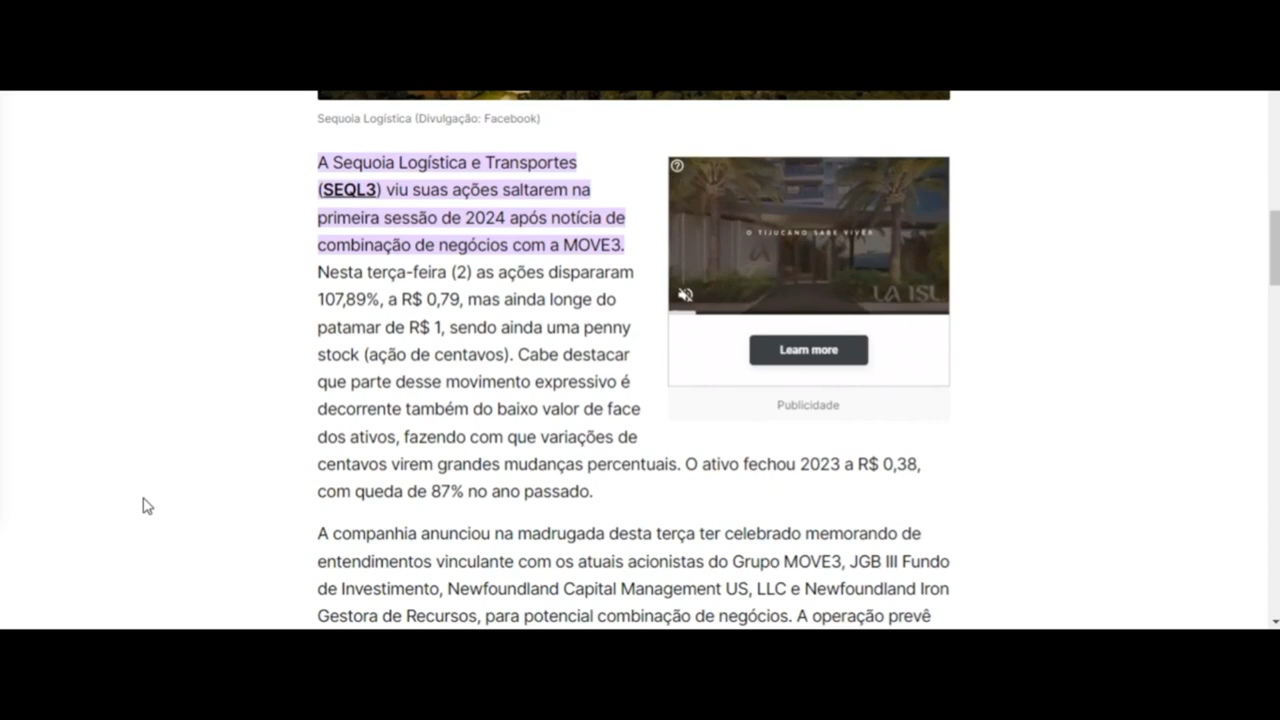 Sequoia Logística (Divulgação: Facebook)
A Sequoia Logística e Transportes
(SEQL3) viu suas ações saltarem na
primeira sessão de 2024 após notícia de
combinação de negócios com a MOVE3.
Nesta terça-feira (2) as ações dispararam
107,89%, a R$ 0,79, mas ainda longe do
patamar de R$ 1, sendo ainda uma penny
stock (ação de centavos). Cabe destacar
que parte desse movimento expressivo é
decorrente também do baixo valor de face
dos ativos, fazendo com que variações de
centavos virem grandes mudanças percentuais. O ativo fechou 2023 a R$ 0,38,
com queda de 87% no ano passado.
A companhia anunciou na madrugada desta terça ter celebrado memorando de
entendimentos vinculante com os atuais acionistas do Grupo MOVE3, JGB III Fundo
de Investimento, Newfoundland Capital Management US, LLC e Newfoundland Iron
Gestora de Recursos, para potencial combinação de negócios. A operação prevê
O TIJUCANO SABE VIVER
LA ISL
Learn more
Publicidade